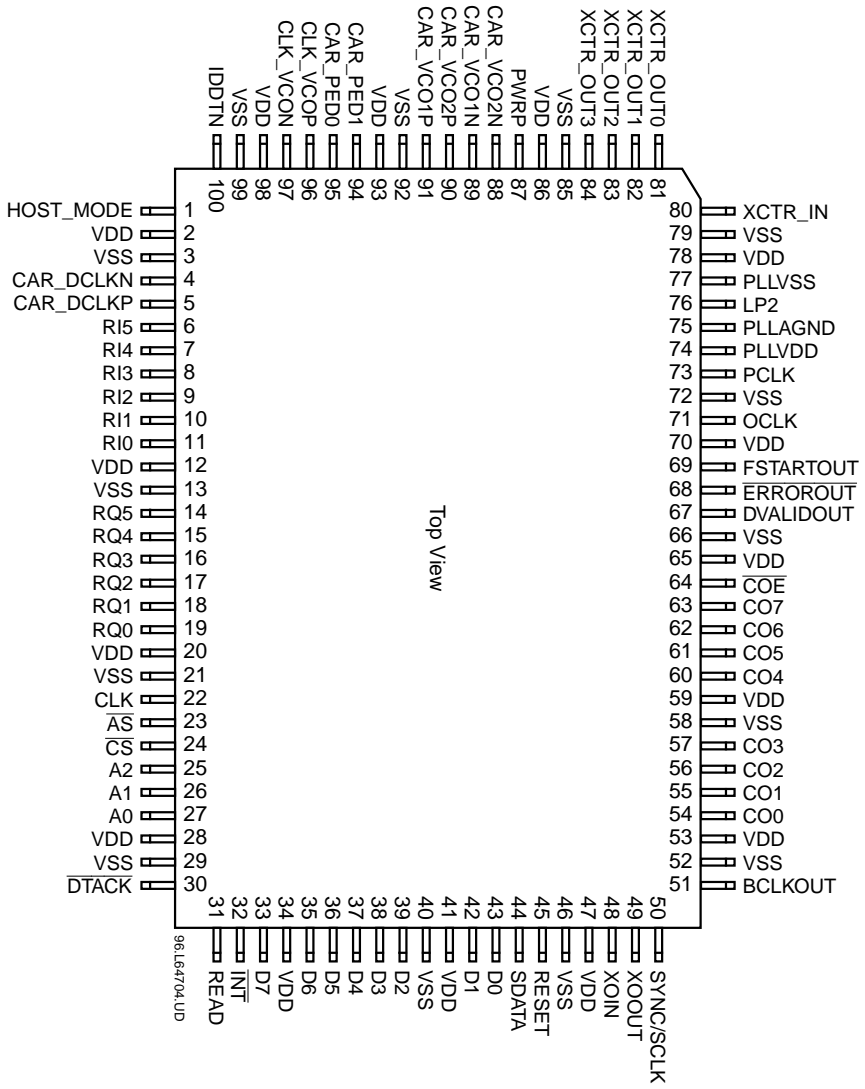 IDDTN
VSS
VDD
CLK_VCON
CLK_VCOP
CAR_PED0
CAR_PED1
VDD
VSS
CAR_VCO1P
CAR_VCO2P
CAR_VCO1N
CAR_VCO2N
PWRP
VDD
VSS
XCTR_OUT3
XCTR_OUT2
XCTR_OUT1
XCTR_OUT0
100
99
98
97
96
95
94
93
92
91
90
89
88
87
86
85
84
83
82
81
HOST_MODE 1
VDD 2
VSS 3
CAR_DCLKN 4
CAR_DCLKP 5
RI5 6
RI4 7
RI3 8
RI2 9
RI1 10
RI0 11
VDD 12
VSS 13
RQ5 14
RQ4 15
RQ3 16
RQ2 17
RQ1 18
RQ0 19
VDD 20
VSS 21
CLK 22
AS 23
CS 24
A2 25
A1 26
A0 27
VDD 28
VSS 29
DTACK 30
Top View
80 XCTR_IN
79 VSS
78 VDD
77 PLLVSS
76 LP2
75 PLLAGND
74 PLLVDD
73 PCLK
72 VSS
71 OCLK
70 VDD
69 FSTARTOUT
68 ERROROUT
67 DVALIDOUT
66 VSS
65 VDD
64 COE
63 CO7
62 CO6
61 CO5
60 CO4
59 VDD
58 VSS
57 CO3
56 CO2
55 CO1
54 CO0
53 VDD
52 VSS
51 BCLKOUT
31
32
33
34
35
36
37
38
39
40
41
42
43
44
45
46
47
48
49
50
READ
INT
D7
VDD
D6
D5
D4
D3
D2
VSS
VDD
D1
D0
SDATA
RESET
VSS
VDD
XOIN
XOOUT
SYNC/SCLK
96.L64704.UD